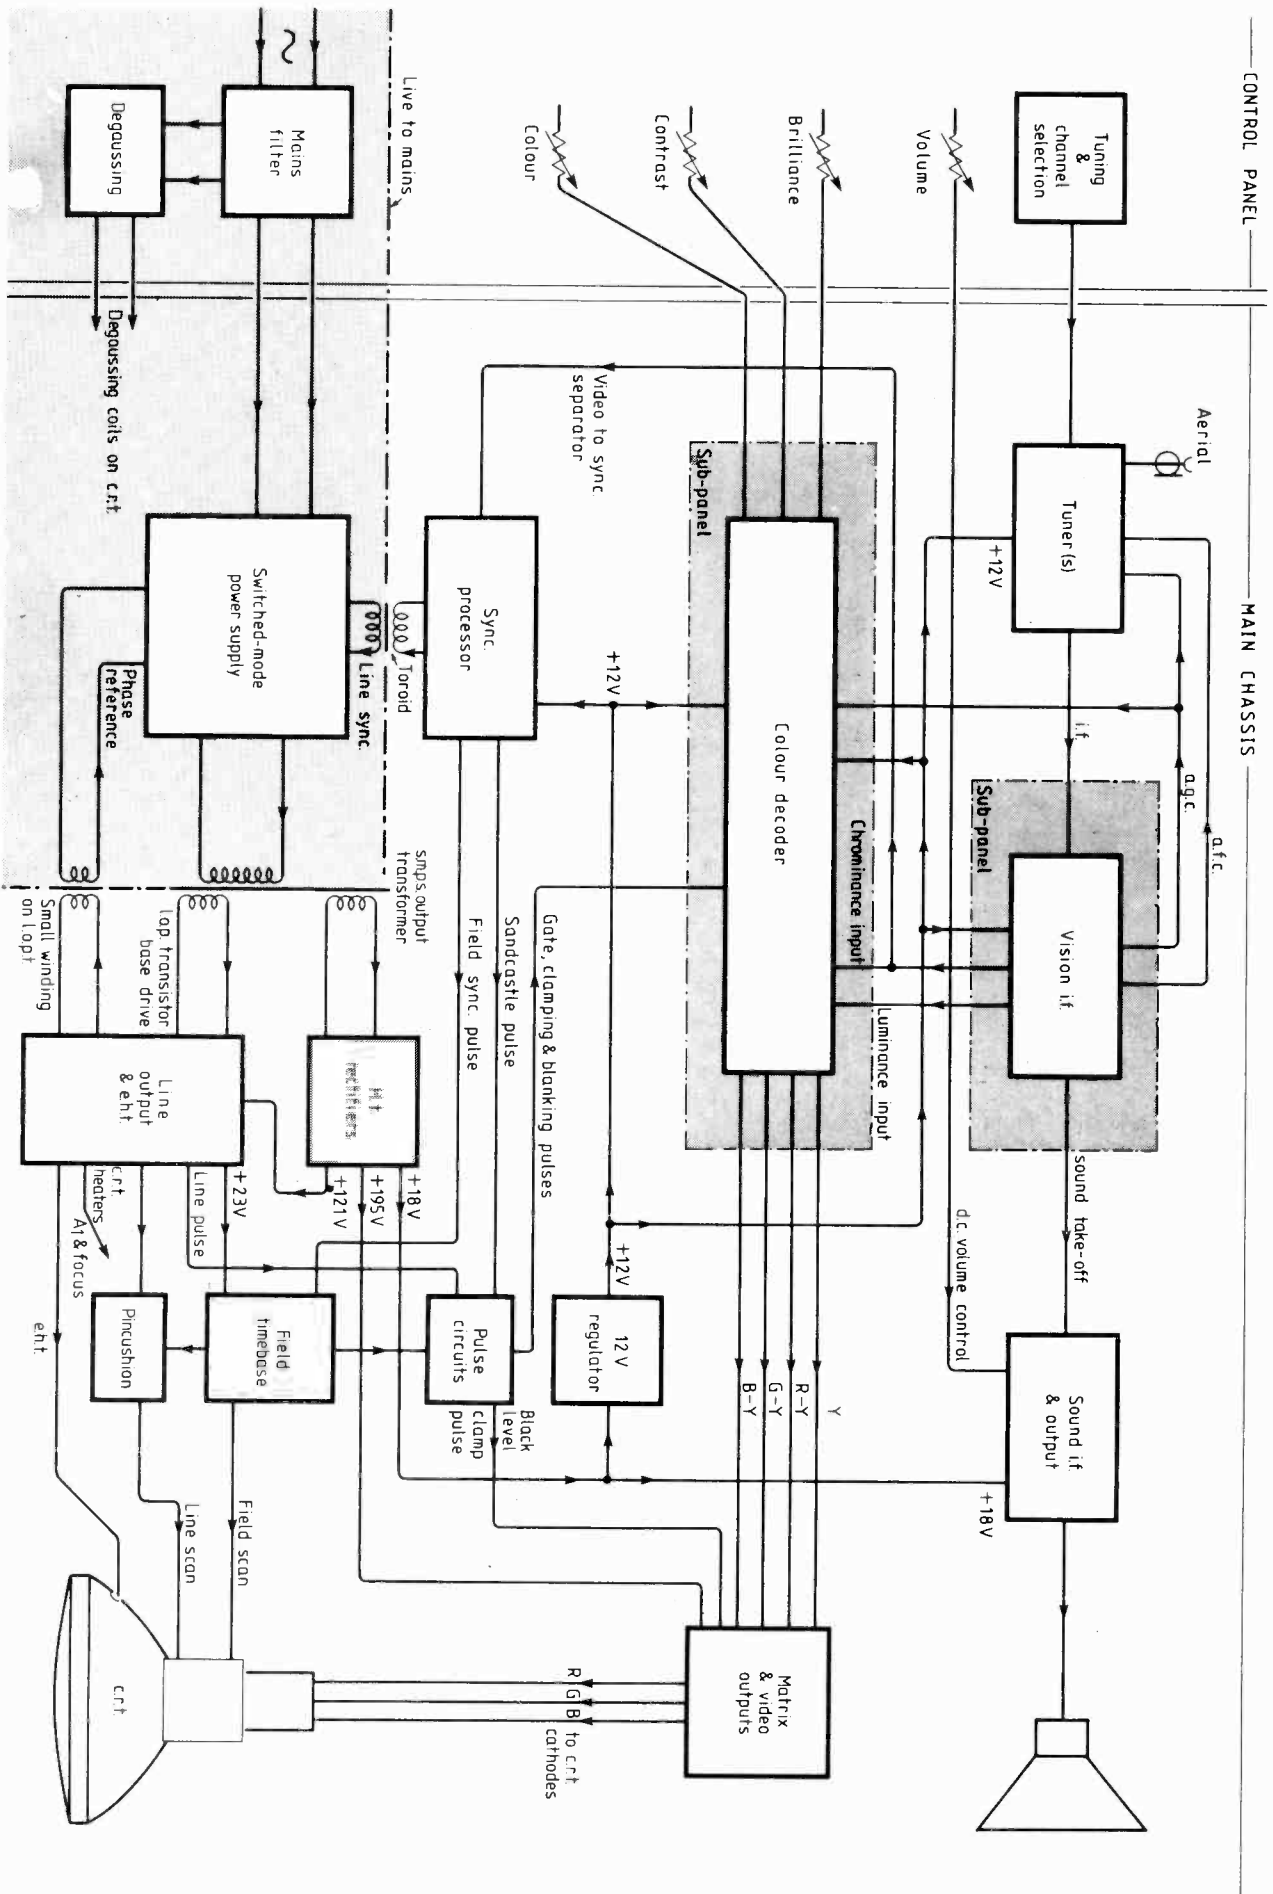 CONTROL PANEL
MAIN CHASSIS
Tuning
&
channel
selection
Aerial
Tuner(s)
+12V
i.f.
a.g.c.
a.f.c.
Sub-panel
Vision i.f.
sound take-off
Sound i.f.
& output
+18V
Volume
d.c. volume control
Brilliance
Contrast
Colour
Sub-panel
Colour decoder
Chrominance input
Luminance input
Y
R-Y
G-Y
B-Y
Matrix
& video
outputs
R G B to c.r.t.
cathodes
Video to sync.
separator
+12V
+12V
12V
regulator
Sync.
processor
Toroid
Line sync.
Gate, clamping & blanking pulses
Sandcastle pulse
Field sync. pulse
Pulse
circuits
Black
level
clamp
pulse
Live to mains
Mains
filter
Degaussing
Degaussing coils on c.r.t.
Switched-mode
power supply
Phase
reference
s.m.p.s. output
transformer
H.t.
rectifiers
+18V
+195V
+121V
l.o.p. transistor
base drive
Small winding
on l.o.p.t.
Line
output
& e.h.t.
+23V
Line pulse
c.r.t.
heaters
A1 & focus
e.h.t.
Field
timebase
Pincushion
Field scan
Line scan
c.r.t.